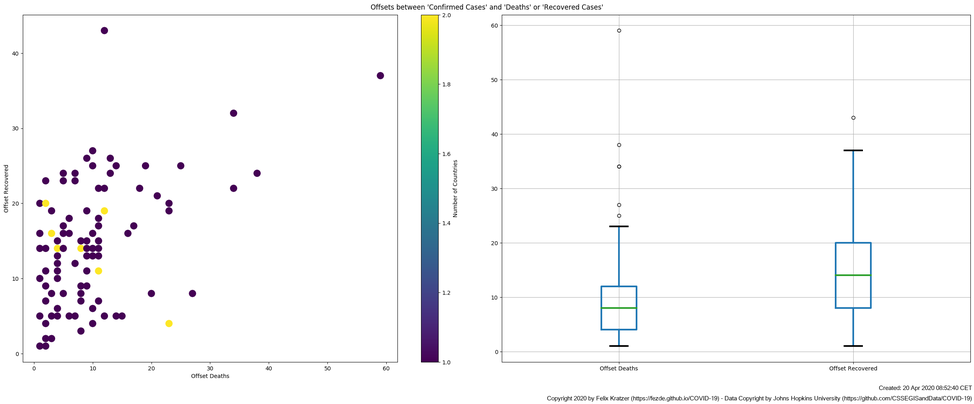 Offsets between 'Confirmed Cases' and 'Deaths' or 'Recovered Cases'
40
30
20
10
0
Offset Recovered
0 10 20 30 40 50 60
Offset Deaths
2.0
1.8
1.6
1.4
1.2
1.0
Number of Countries
60
50
40
30
20
10
0
Offset Deaths Offset Recovered
Created: 20 Apr 2020 08:52:40 CET
Copyright 2020 by Felix Kratzer (https://fezde.github.io/COVID-19) - Data Copyright by Johns Hopkins University (https://github.com/CSSEGISandData/COVID-19)